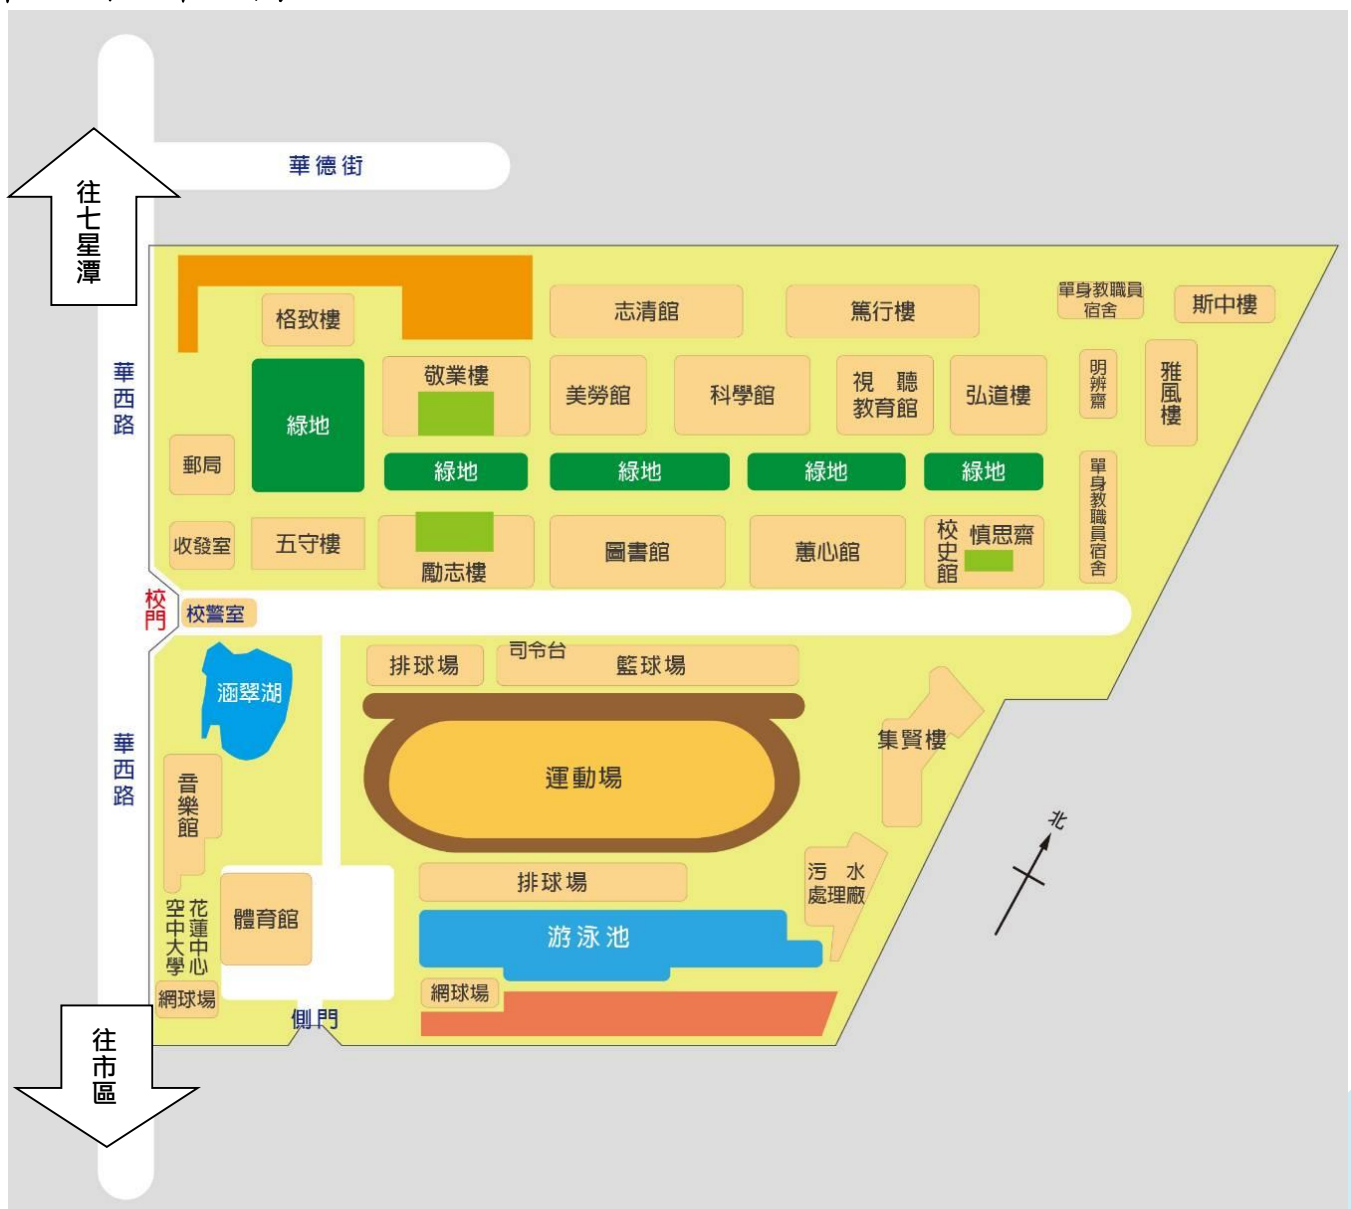 華德街
往七星潭
華西路
格致樓
志清館
篤行樓
單身教職員
宿舍
斯中樓
敬業樓
美勞館
科學館
視聽
教育館
弘道樓
明辨齋
雅風樓
綠地
郵局
綠地
綠地
綠地
綠地
單身教職員宿舍
收發室
五守樓
勵志樓
圖書館
蕙心館
校史館
慎思齋
校門
校警室
司令台
排球場
籃球場
涵翠湖
華西路
集賢樓
運動場
音樂館
北
排球場
污水
處理廠
花蓮中心
空中大學
體育館
游泳池
網球場
網球場
側門
往市區